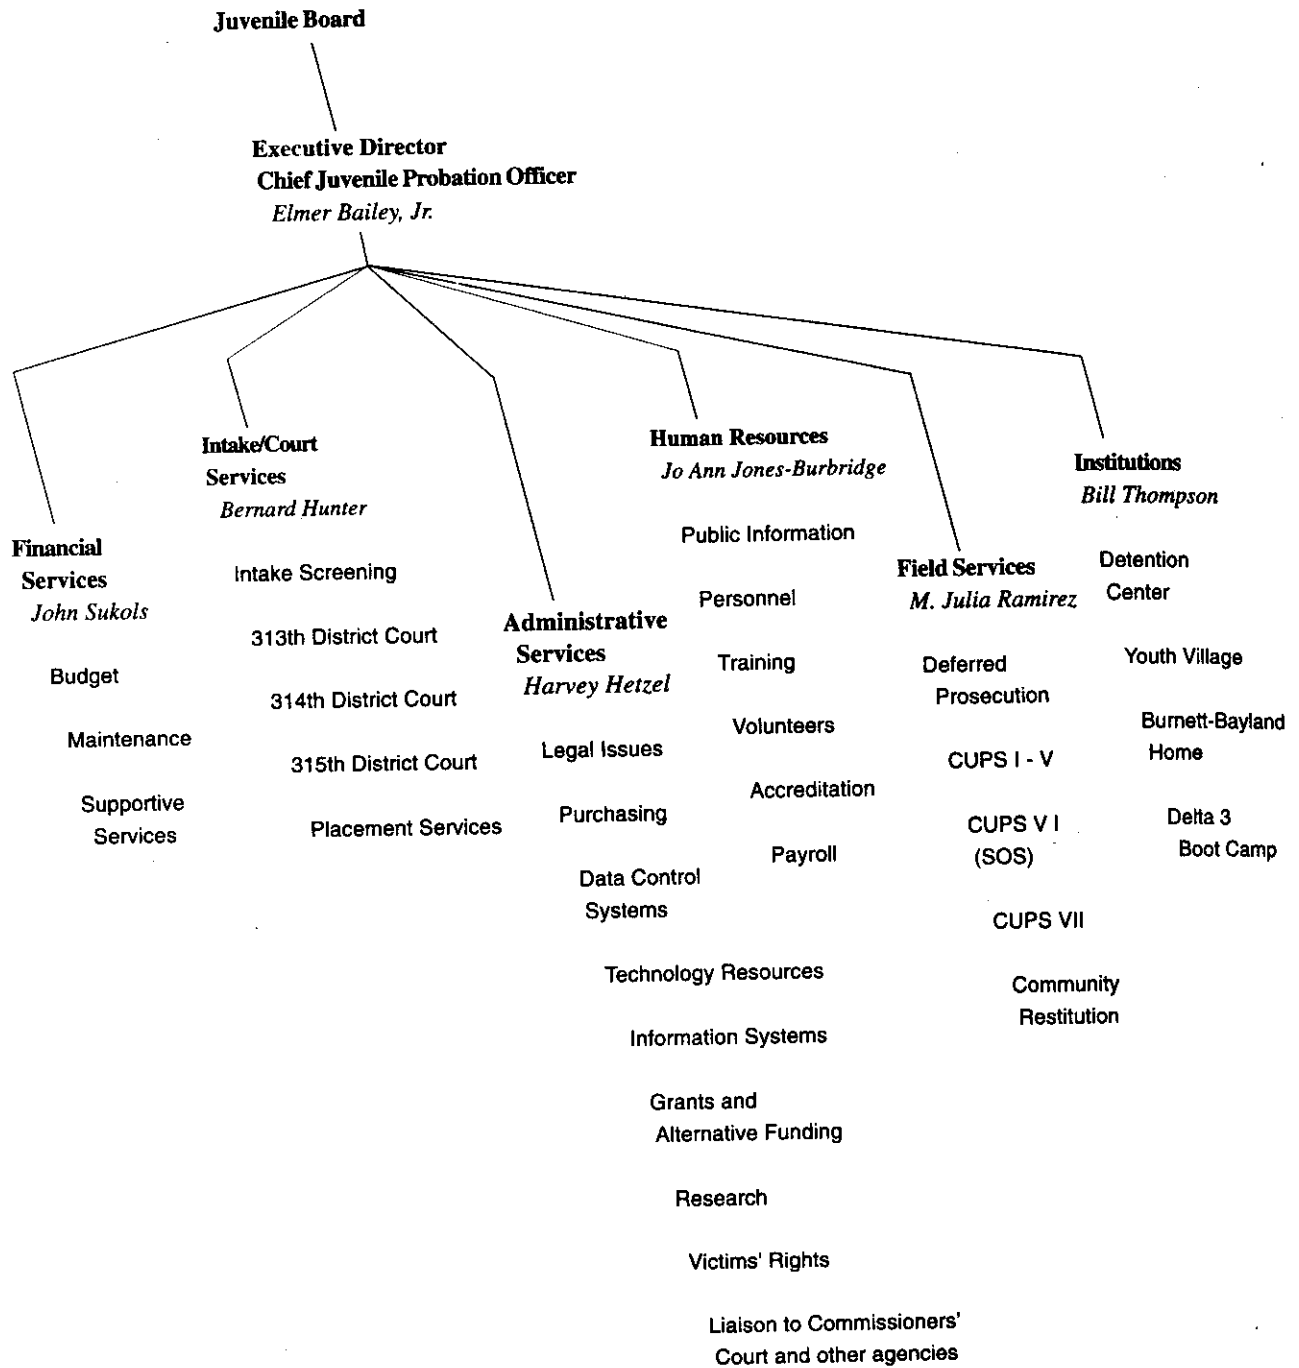 Juvenile Board
Executive Director
Chief Juvenile Probation Officer
Elmer Bailey, Jr.
Financial
Services
John Sukols
Budget
Maintenance
Supportive
Services
Intake/Court
Services
Bernard Hunter
Intake Screening
313th District Court
314th District Court
315th District Court
Placement Services
Administrative
Services
Harvey Hetzel
Legal Issues
Purchasing
Data Control
Systems
Technology Resources
Information Systems
Grants and
Alternative Funding
Research
Victims' Rights
Liaison to Commissioners'
Court and other agencies
Human Resources
Jo Ann Jones-Burbridge
Public Information
Personnel
Training
Volunteers
Accreditation
Payroll
Field Services
M. Julia Ramirez
Deferred
Prosecution
CUPS I - V
CUPS V I
(SOS)
CUPS VII
Community
Restitution
Institutions
Bill Thompson
Detention
Center
Youth Village
Burnett-Bayland
Home
Delta 3
Boot Camp